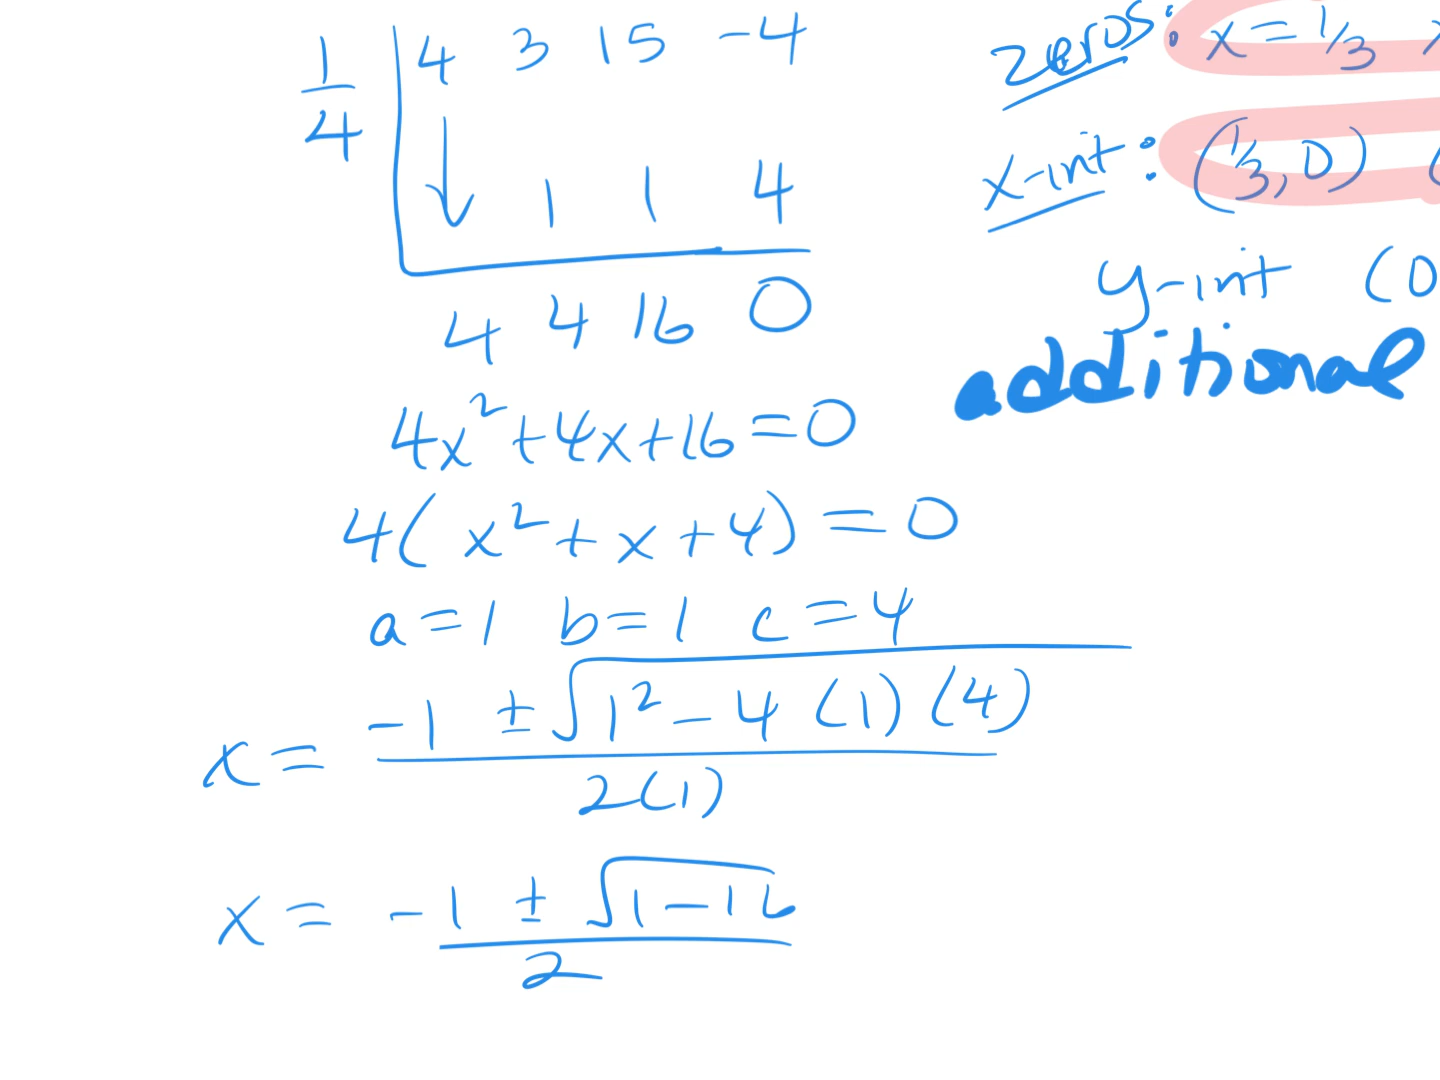 1/4 | 4 3 15 -4
↓ 1 1 4
4 4 16 0
4x² + 4x + 16 = 0
4(x² + x + 4) = 0
a = 1 b = 1 c = 4
x = (-1 ± √(1² - 4(1)(4))) / 2(1)
x = (-1 ± √(1 - 16)) / 2
zeros: x = 1/3
x-int: (1/3, 0) (
y-int (0
additional